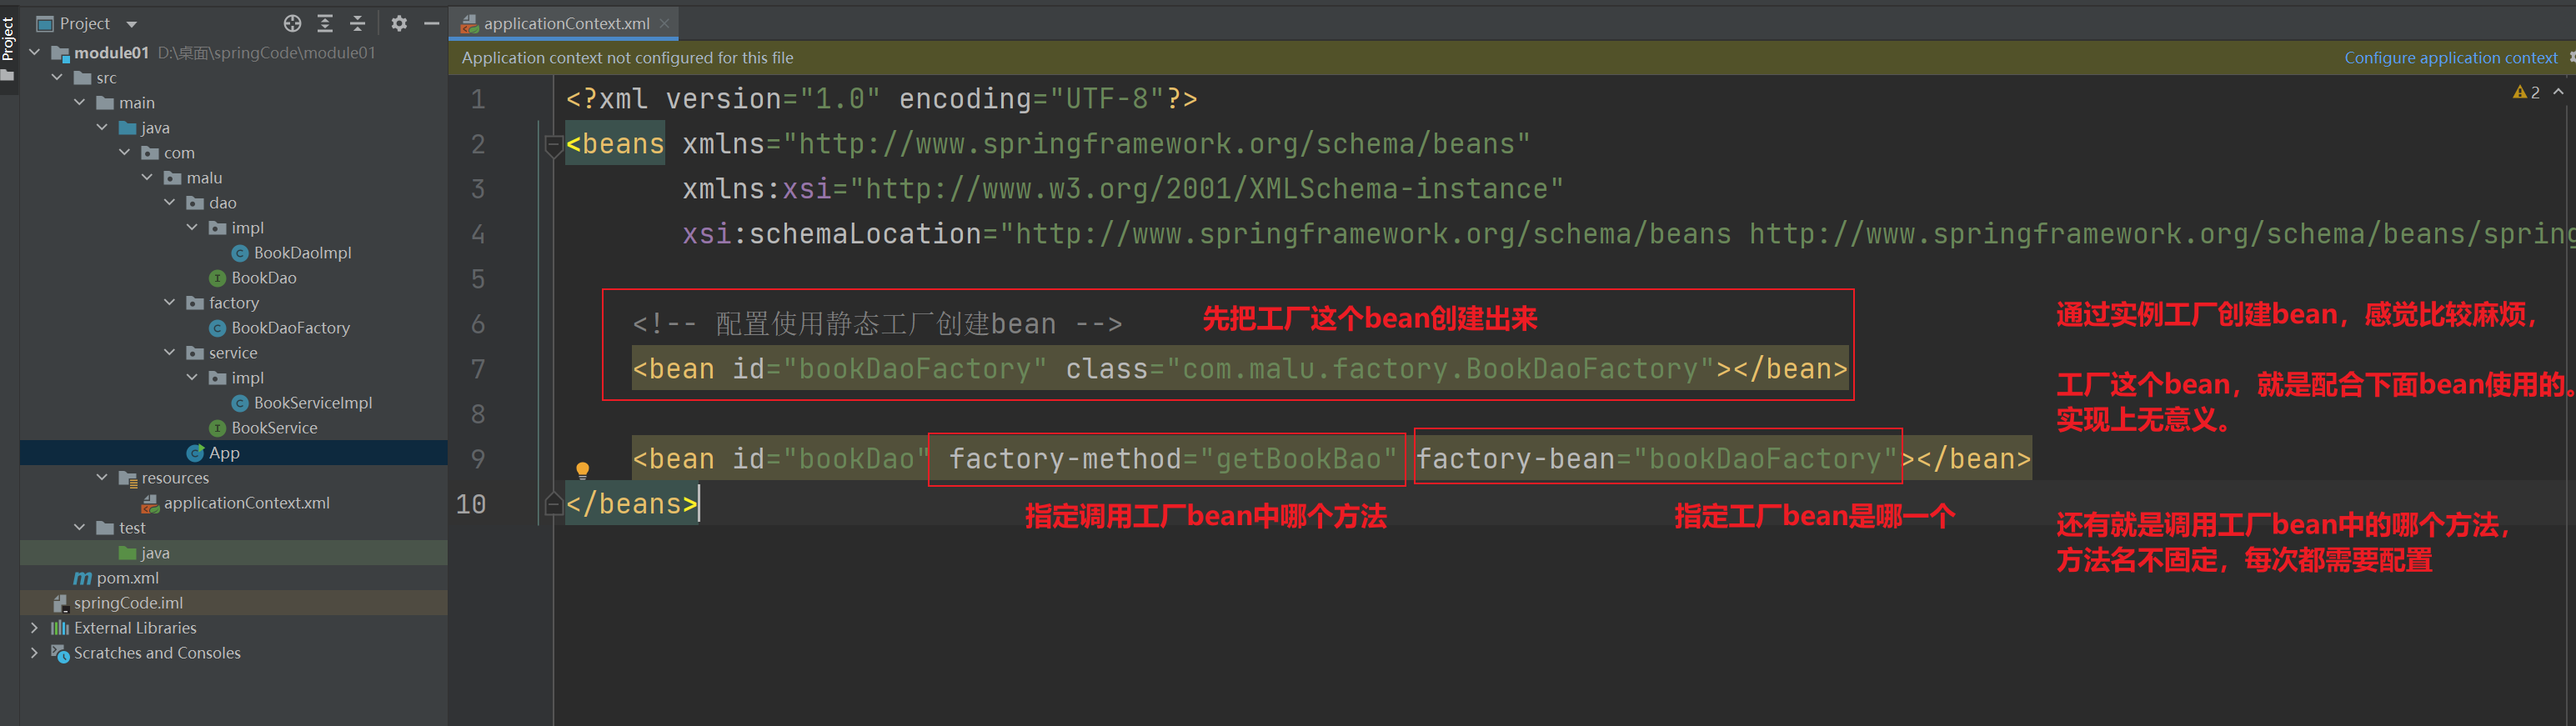 Project
Project
module01 D:\桌面\springCode\module01
src
main
java
com
malu
dao
impl
BookDaoImpl
BookDao
factory
BookDaoFactory
service
impl
BookServiceImpl
BookService
App
resources
applicationContext.xml
test
java
pom.xml
springCode.iml
External Libraries
Scratches and Consoles
applicationContext.xml
Application context not configured for this file
Configure application context
2
1 <?xml version="1.0" encoding="UTF-8"?>
2 <beans xmlns="http://www.springframework.org/schema/beans"
3 xmlns:xsi="http://www.w3.org/2001/XMLSchema-instance"
4 xsi:schemaLocation="http://www.springframework.org/schema/beans http://www.springframework.org/schema/beans/spring
5
6 <!-- 配置使用静态工厂创建bean -->
先把工厂这个bean创建出来
7 <bean id="bookDaoFactory" class="com.malu.factory.BookDaoFactory"></bean>
8
9 <bean id="bookDao" factory-method="getBookBao" factory-bean="bookDaoFactory"></bean>
10 </beans>
指定调用工厂bean中哪个方法
指定工厂bean是哪一个
通过实例工厂创建bean，感觉比较麻烦，
工厂这个bean，就是配合下面bean使用的。
实现上无意义。
还有就是调用工厂bean中的哪个方法，
方法名不固定，每次都需要配置